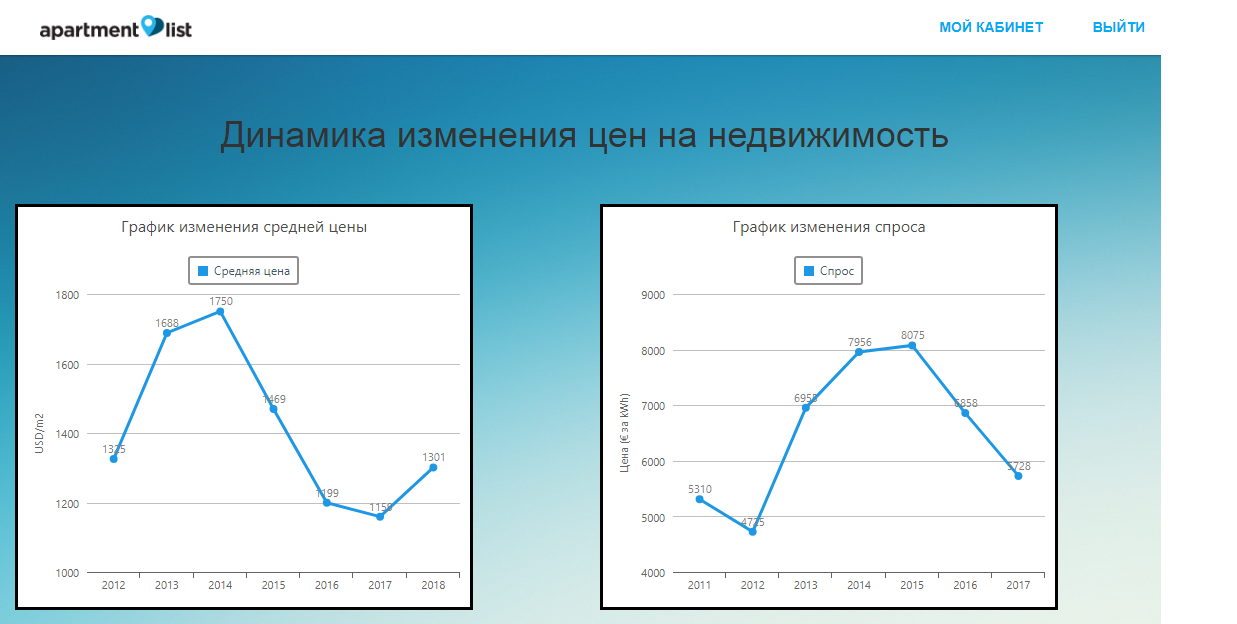 apartment list
МОЙ КАБИНЕТ ВЫЙТИ
Динамика изменения цен на недвижимость
График изменения средней цены
Средняя цена
USD/m2
1800
1600
1400
1200
1000
1325
1688
1750
1469
1199
1159
1301
2012 2013 2014 2015 2016 2017 2018
График изменения спроса
Спрос
Цена (€ за kWh)
9000
8000
7000
6000
5000
4000
5310
4725
7956
8075
6858
5728
2011 2012 2013 2014 2015 2016 2017